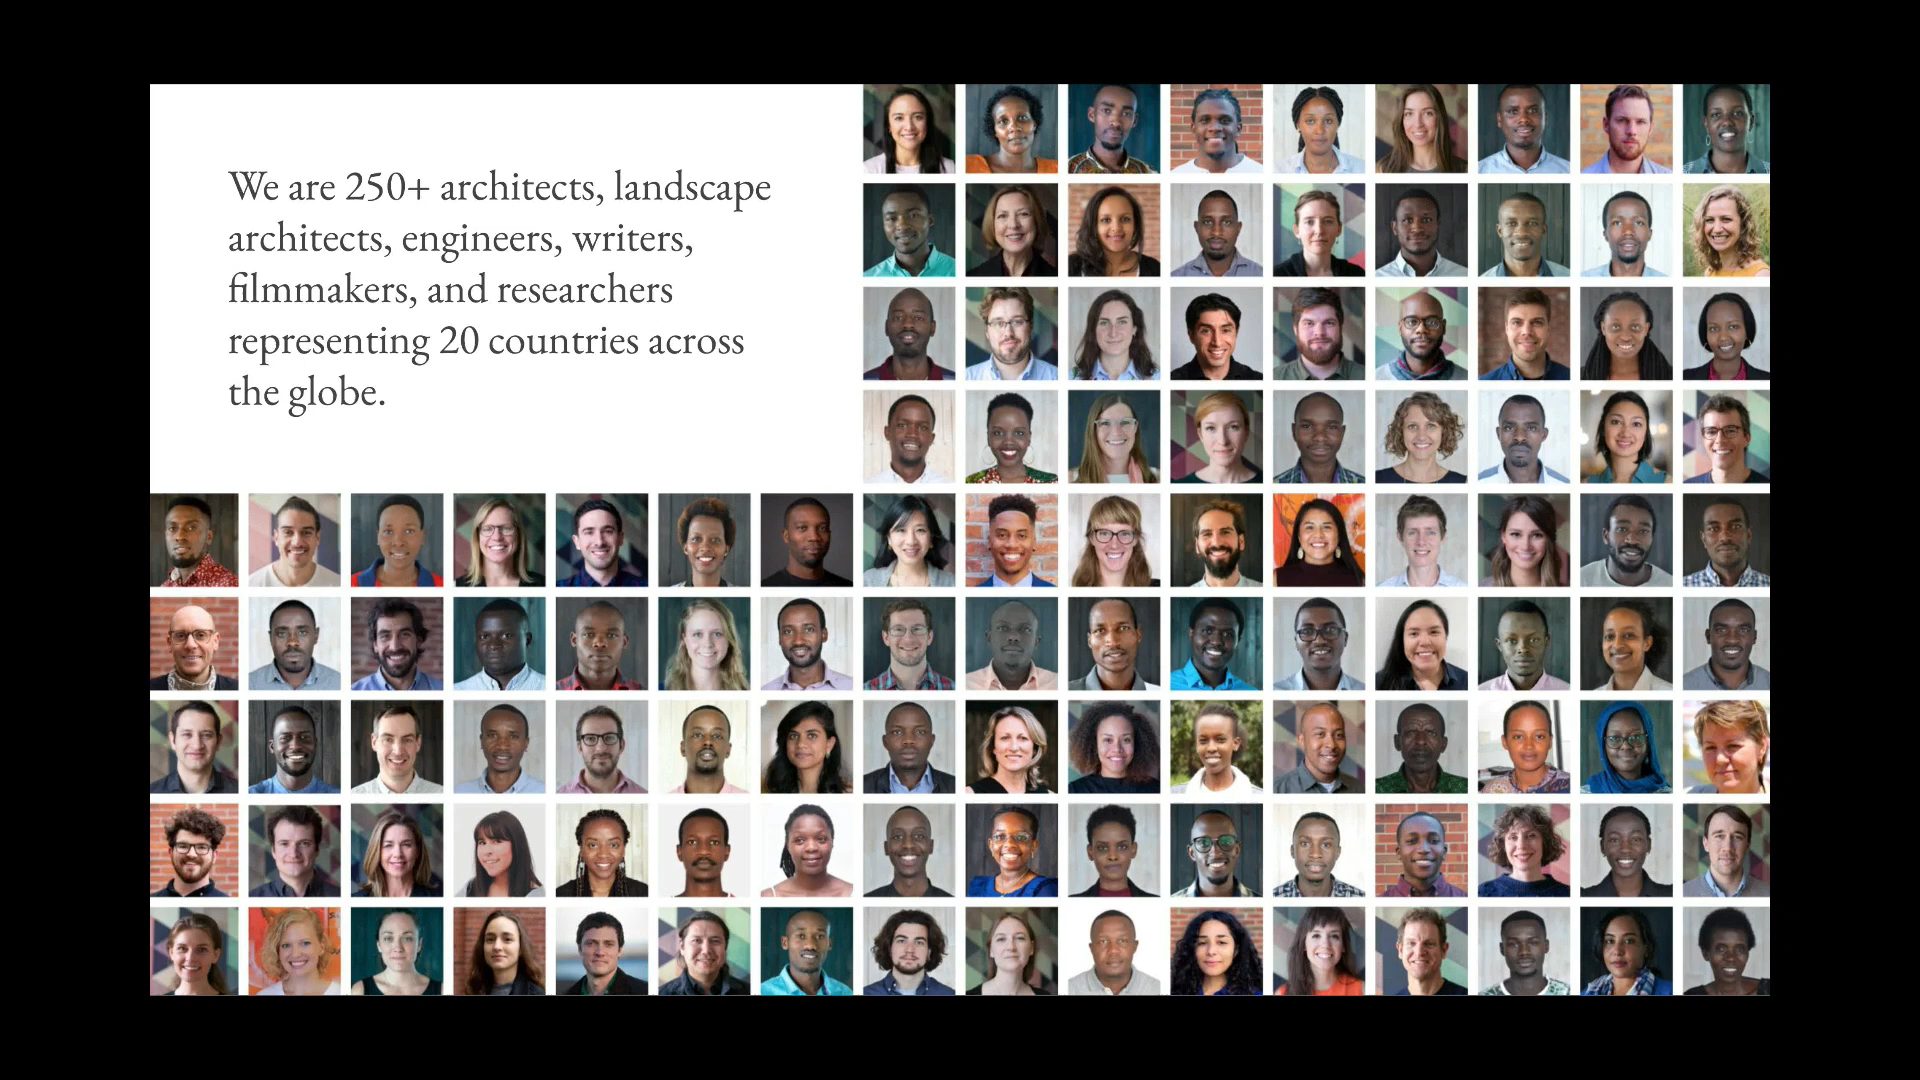 We are 250+ architects, landscape
architects, engineers, writers,
filmmakers, and researchers
representing 20 countries across
the globe.